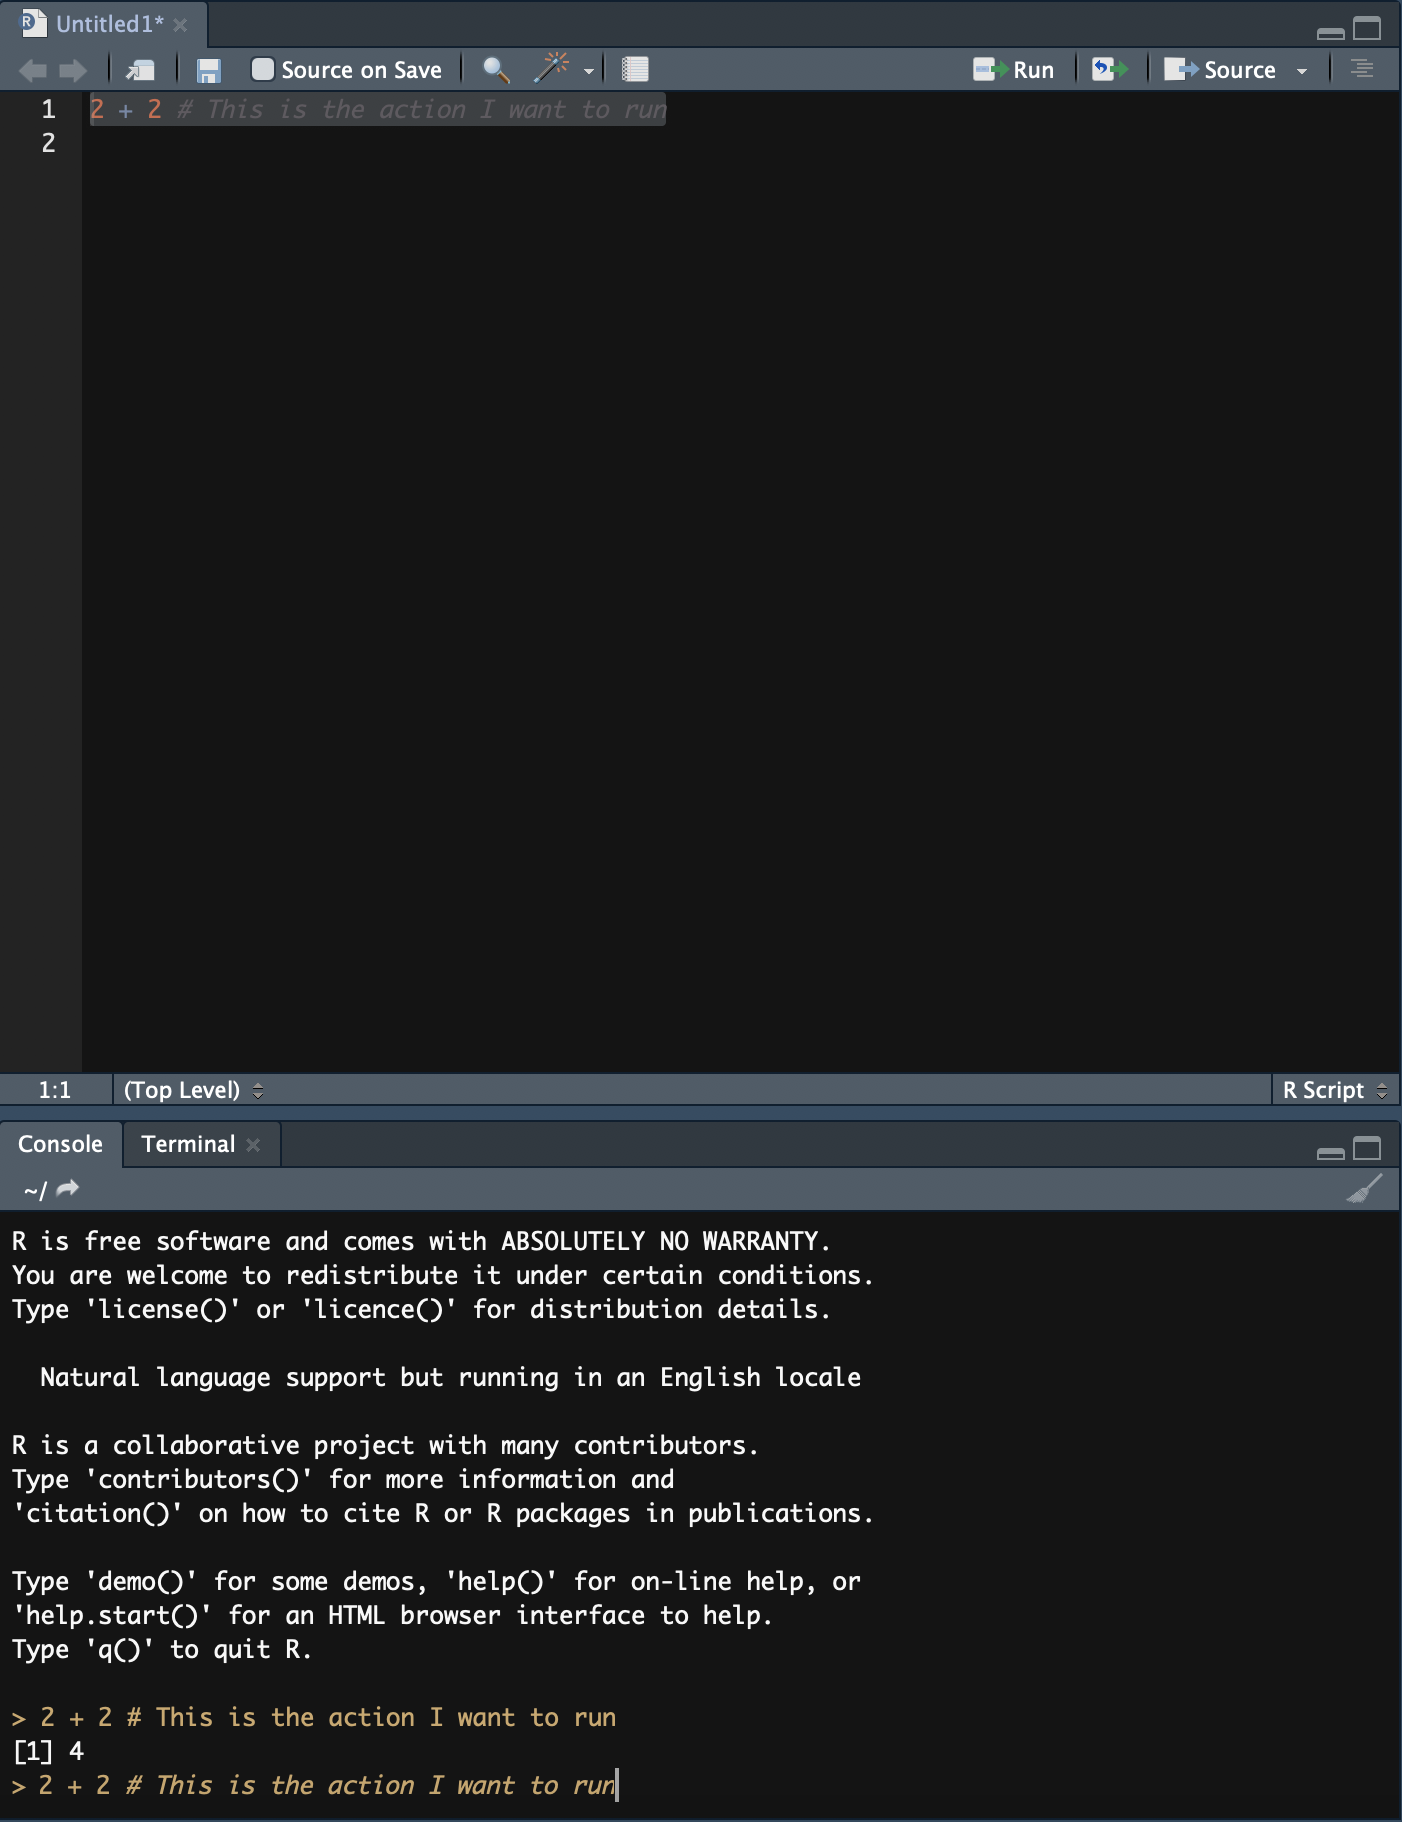 Untitled1*
Source on Save
Run
Source
1 2 + 2 # This is the action I want to run
2
1:1 (Top Level) R Script
Console Terminal
~/
R is free software and comes with ABSOLUTELY NO WARRANTY.
You are welcome to redistribute it under certain conditions.
Type 'license()' or 'licence()' for distribution details.
Natural language support but running in an English locale
R is a collaborative project with many contributors.
Type 'contributors()' for more information and
'citation()' on how to cite R or R packages in publications.
Type 'demo()' for some demos, 'help()' for on-line help, or
'help.start()' for an HTML browser interface to help.
Type 'q()' to quit R.
> 2 + 2 # This is the action I want to run
[1] 4
> 2 + 2 # This is the action I want to run